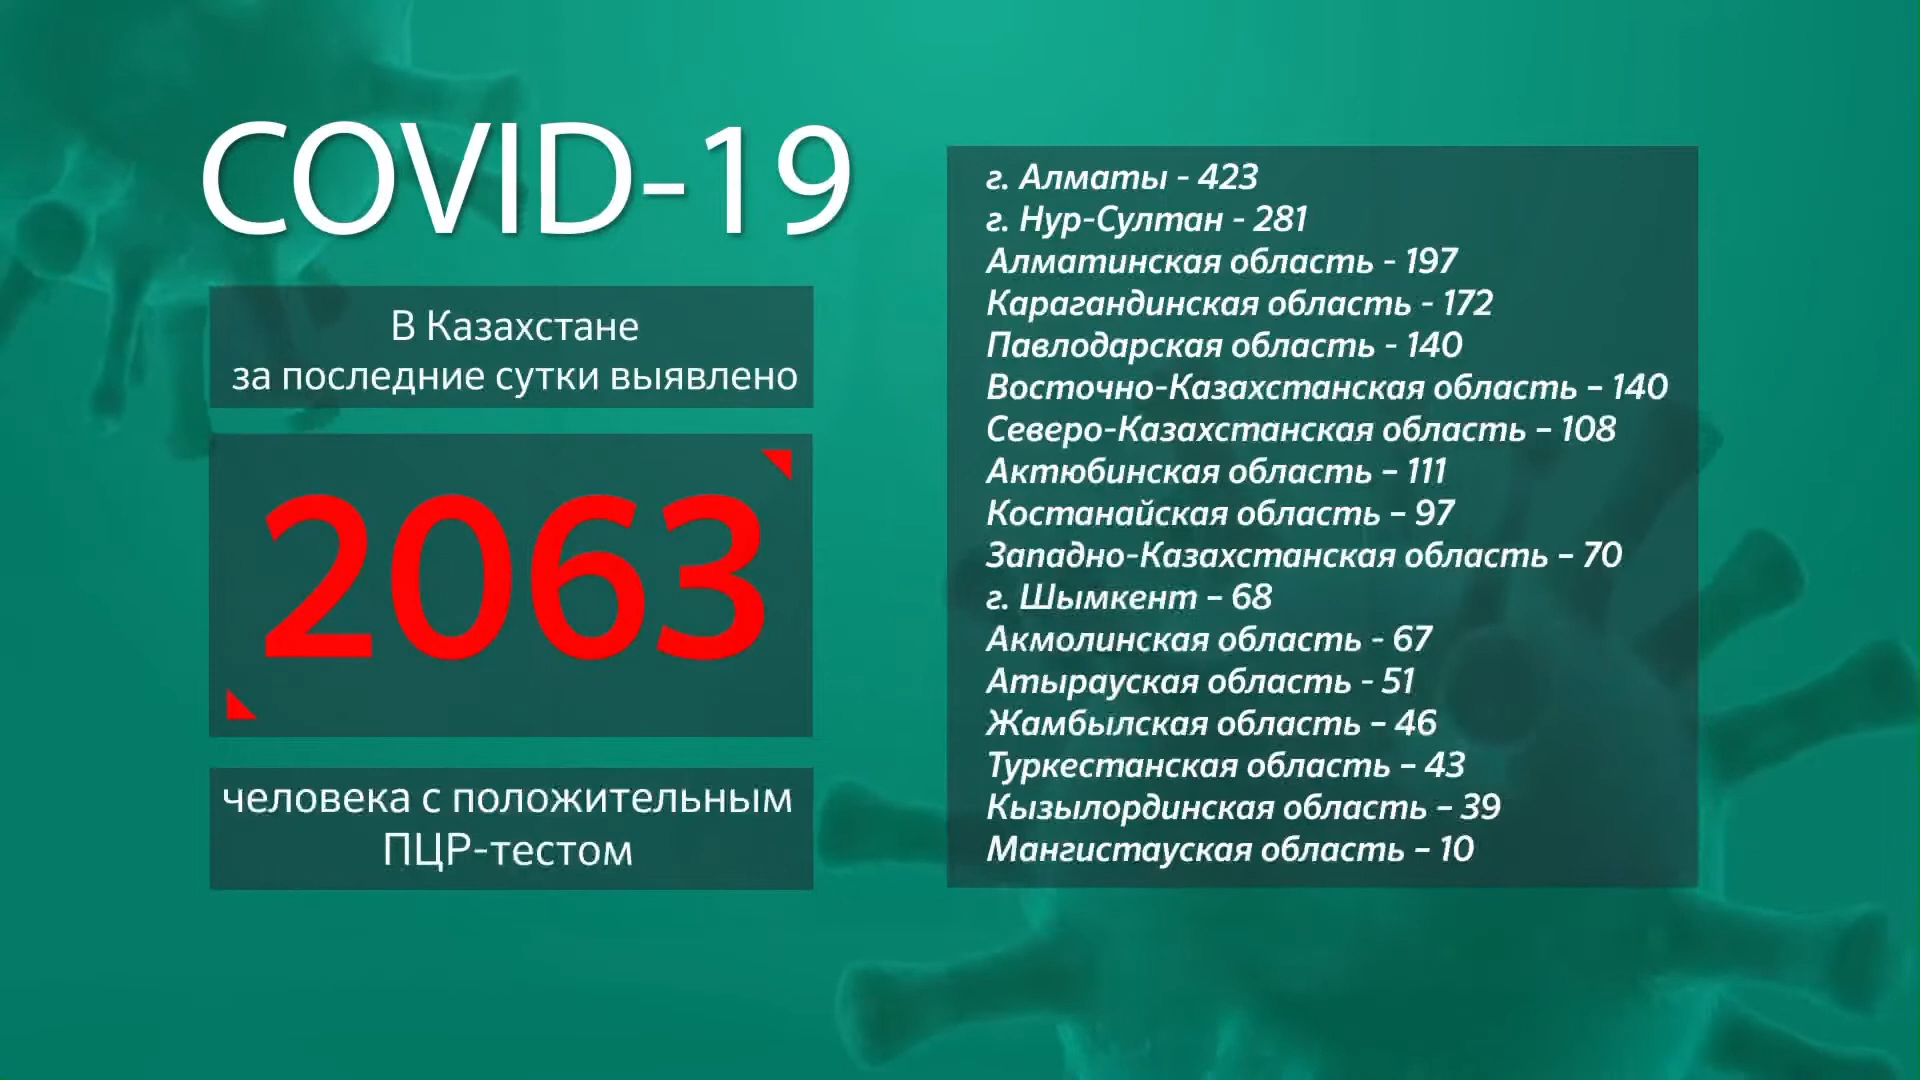 COVID-19
В Казахстане
за последние сутки выявлено
2063
человека с положительным
ПЦР-тестом
г. Алматы - 423
г. Нур-Султан - 281
Алматинская область - 197
Карагандинская область - 172
Павлодарская область - 140
Восточно-Казахстанская область – 140
Северо-Казахстанская область – 108
Актюбинская область – 111
Костанайская область – 97
Западно-Казахстанская область – 70
г. Шымкент – 68
Акмолинская область - 67
Атырауская область - 51
Жамбылская область – 46
Туркестанская область – 43
Кызылординская область – 39
Мангистауская область – 10